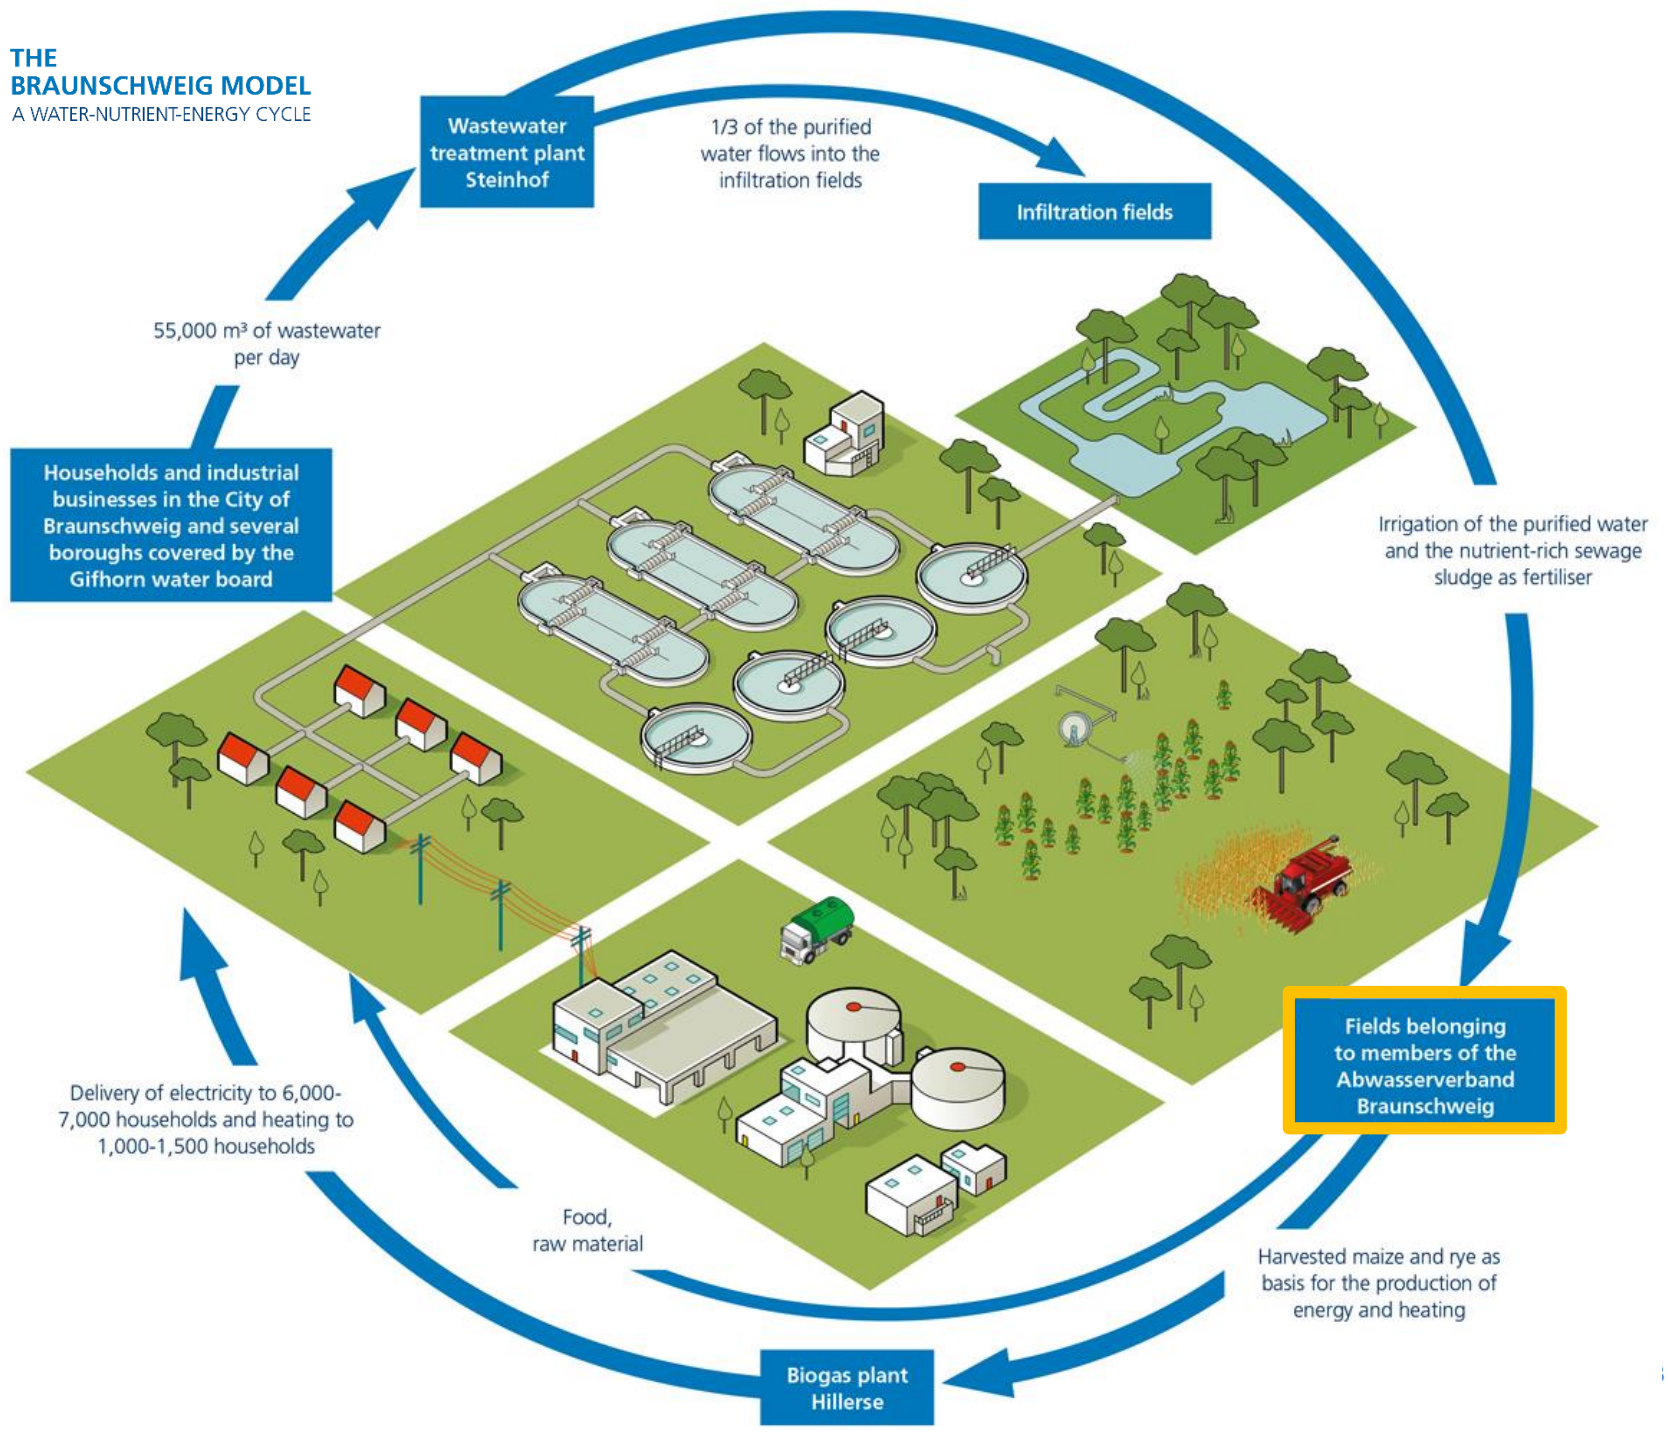 THE
BRAUNSCHWEIG MODEL
A WATER-NUTRIENT-ENERGY CYCLE
Wastewater
treatment plant
Steinhof
1/3 of the purified
water flows into the
infiltration fields
Infiltration fields
55,000 m³ of wastewater
per day
Households and industrial
businesses in the City of
Braunschweig and several
boroughs covered by the
Gifhorn water board
Irrigation of the purified water
and the nutrient-rich sewage
sludge as fertiliser
Fields belonging
to members of the
Abwasserverband
Braunschweig
Delivery of electricity to 6,000-
7,000 households and heating to
1,000-1,500 households
Food,
raw material
Harvested maize and rye as
basis for the production of
energy and heating
Biogas plant
Hillerse